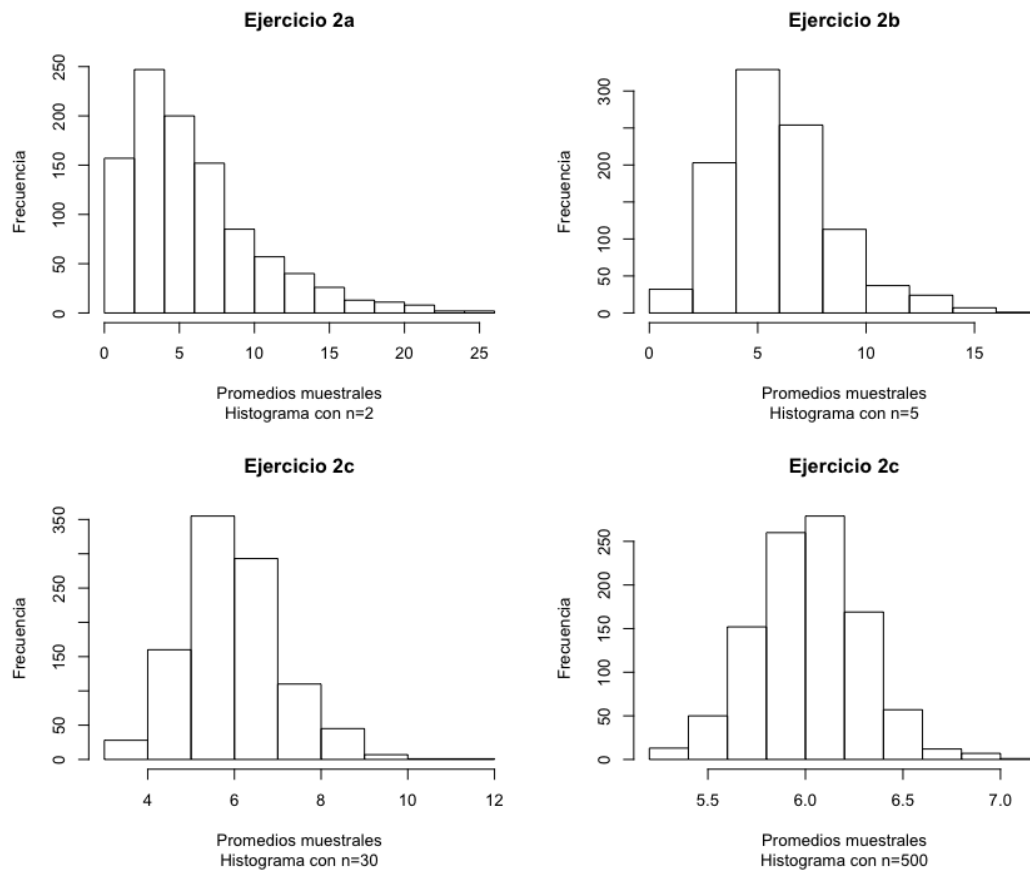 Ejercicio 2a
Frecuencia
250
200
150
100
50
0
0 5 10 15 20 25
Promedios muestrales
Histograma con n=2
Ejercicio 2b
Frecuencia
300
200
100
50
0
0 5 10 15
Promedios muestrales
Histograma con n=5
Ejercicio 2c
Frecuencia
350
250
150
50
0
4 6 8 10 12
Promedios muestrales
Histograma con n=30
Ejercicio 2c
Frecuencia
250
200
150
100
50
0
5.5 6.0 6.5 7.0
Promedios muestrales
Histograma con n=500